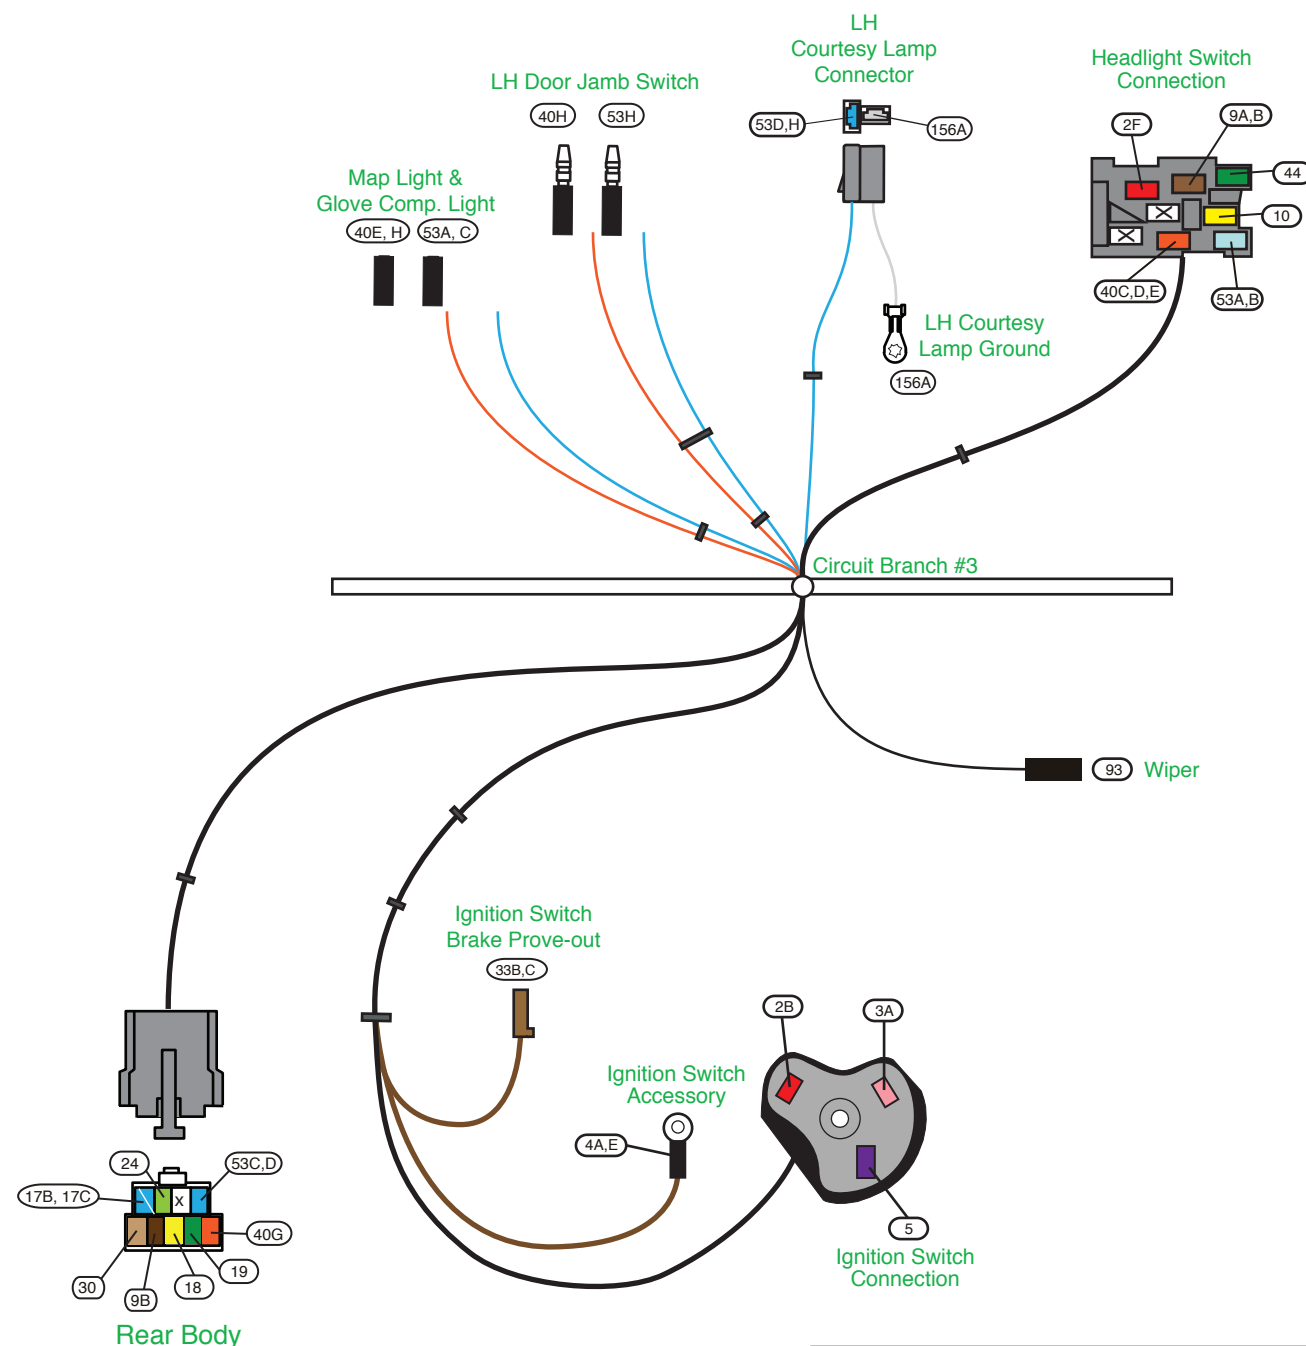 LH
Courtesy Lamp
Connector
53D,H
156A
Headlight Switch
Connection
2F
9A,B
44
10
40C,D,E
53A,B
LH Door Jamb Switch
40H
53H
Map Light &
Glove Comp. Light
40E, H
53A, C
LH Courtesy
Lamp Ground
156A
Circuit Branch #3
93
Wiper
Ignition Switch
Brake Prove-out
33B,C
Ignition Switch
Accessory
4A,E
2B
3A
5
Ignition Switch
Connection
24
53C,D
17B, 17C
X
40G
19
18
9B
30
Rear Body